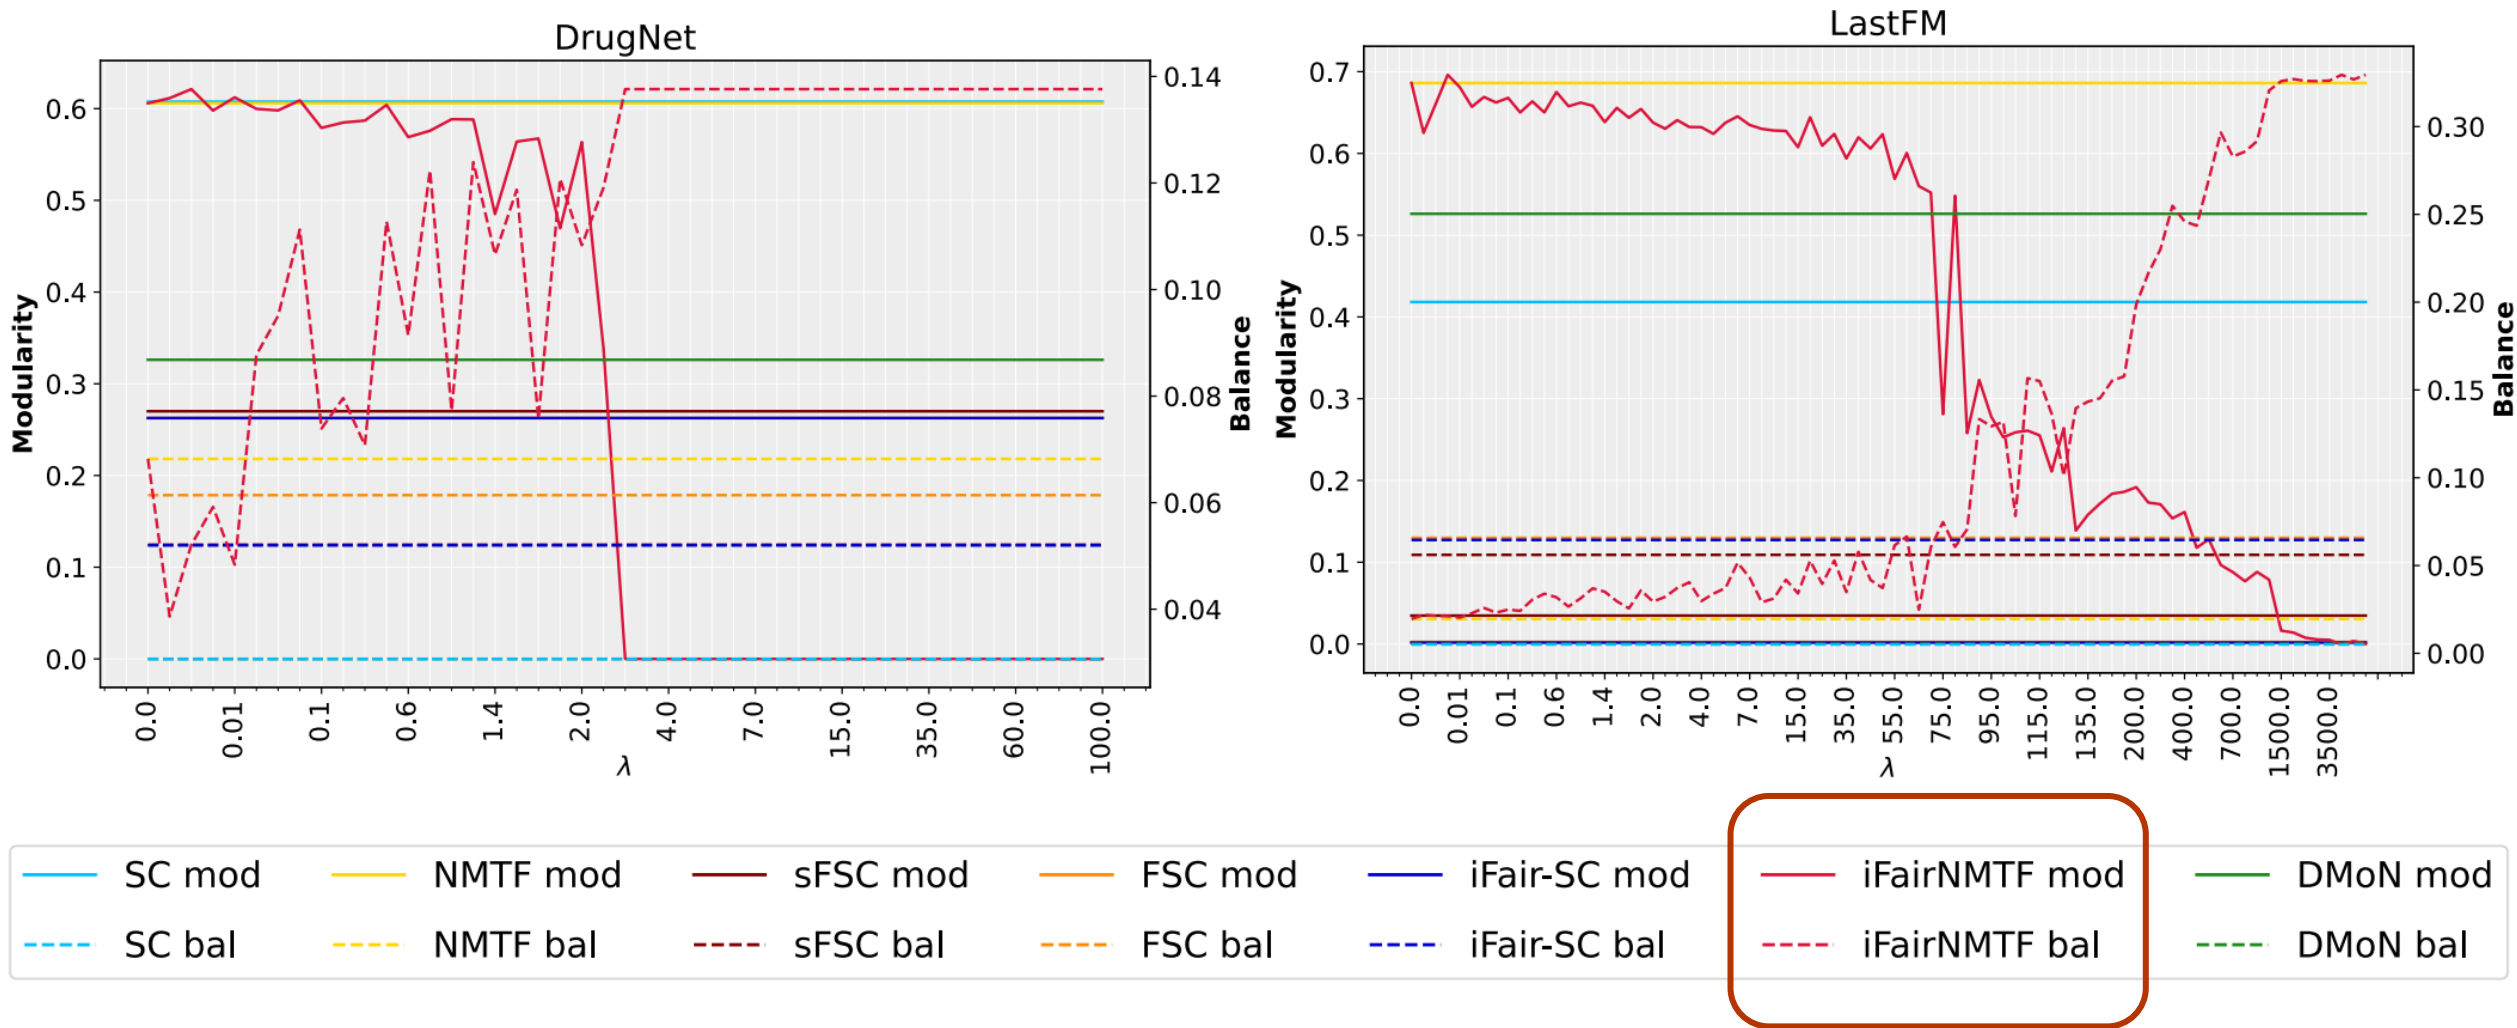 DrugNet
Modularity
0.6
0.5
0.4
0.3
0.2
0.1
0.0
0.14
0.12
0.10
0.08
0.06
0.04
Balance
0.0 0.01 0.1 0.6 1.4 2.0 4.0 7.0 15.0 35.0 60.0 100.0
λ
LastFM
Modularity
0.7
0.6
0.5
0.4
0.3
0.2
0.1
0.0
0.30
0.25
0.20
0.15
0.10
0.05
0.00
Balance
0.0 0.01 0.1 0.6 1.4 2.0 4.0 7.0 15.0 35.0 55.0 75.0 95.0 115.0 135.0 200.0 400.0 700.0 1500.0 3500.0
λ
SC mod NMTF mod sFSC mod FSC mod iFair-SC mod iFairNMTF mod DMoN mod
SC bal NMTF bal sFSC bal FSC bal iFair-SC bal iFairNMTF bal DMoN bal